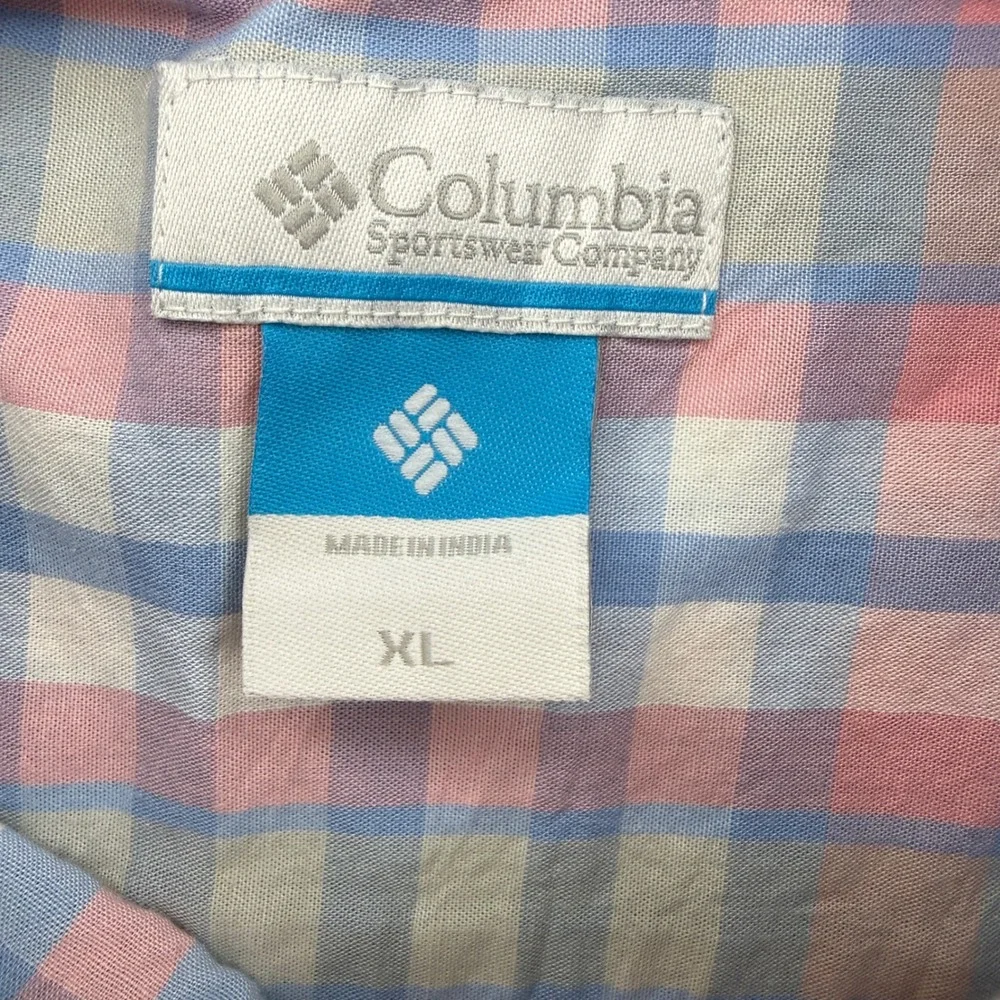 Columbia
Sportswear Company
MADE IN INDIA
XL